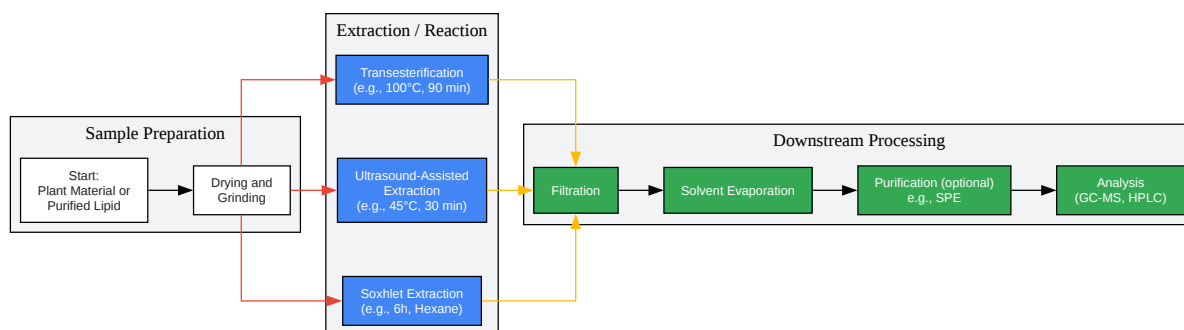 Sample Preparation
Start:
Plant Material or
Purified Lipid
Drying and
Grinding
Extraction / Reaction
Transesterification
(e.g., 100°C, 90 min)
Ultrasound-Assisted
Extraction
(e.g., 45°C, 30 min)
Soxhlet Extraction
(e.g., 6h, Hexane)
Downstream Processing
Filtration
Solvent Evaporation
Purification (optional)
e.g., SPE
Analysis
(GC-MS, HPLC)